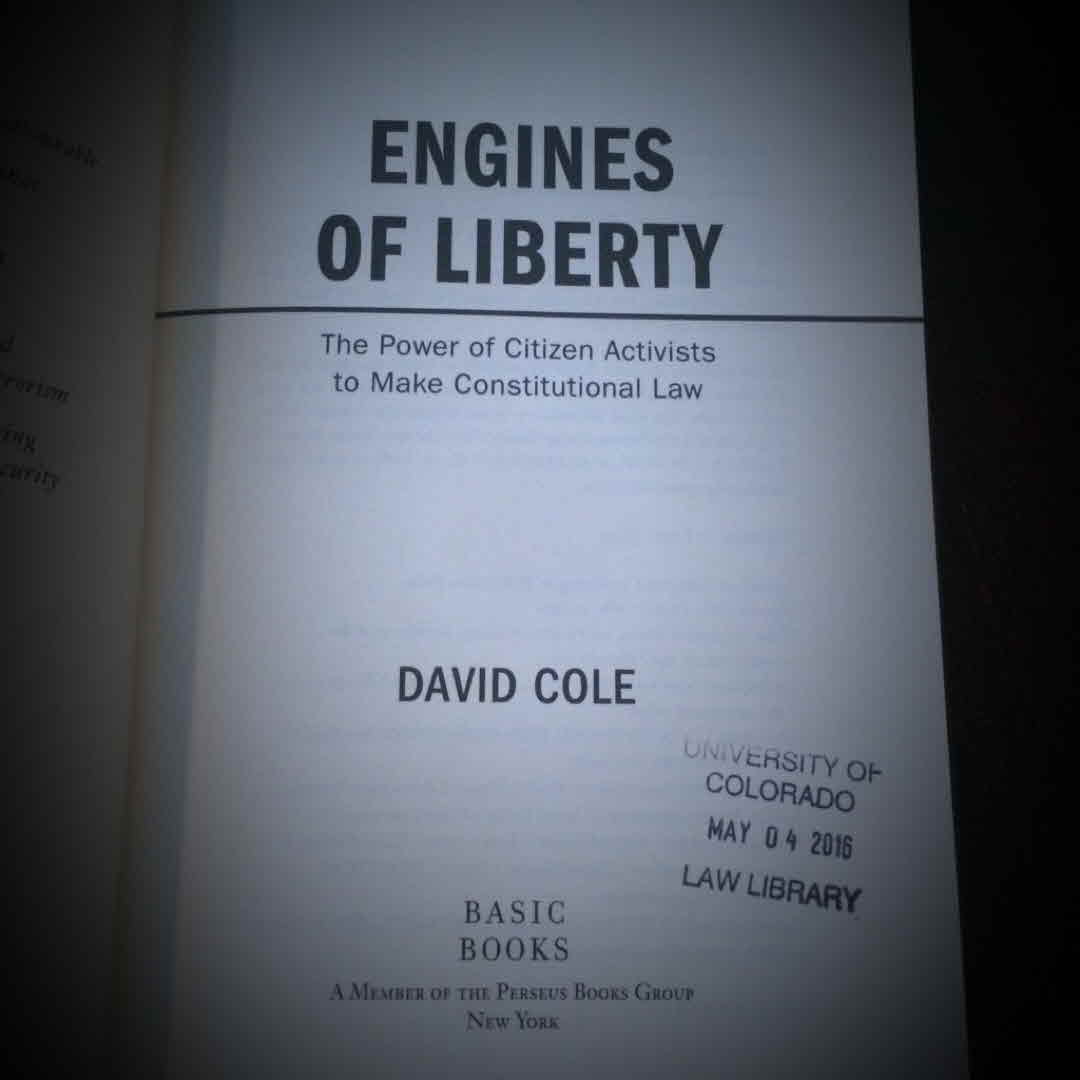 ENGINES
OF LIBERTY
The Power of Citizen Activists
to Make Constitutional Law
DAVID COLE
UNIVERSITY OF
COLORADO
MAY 04 2016
LAW LIBRARY
BASIC
BOOKS
A MEMBER OF THE PERSEUS BOOKS GROUP
NEW YORK